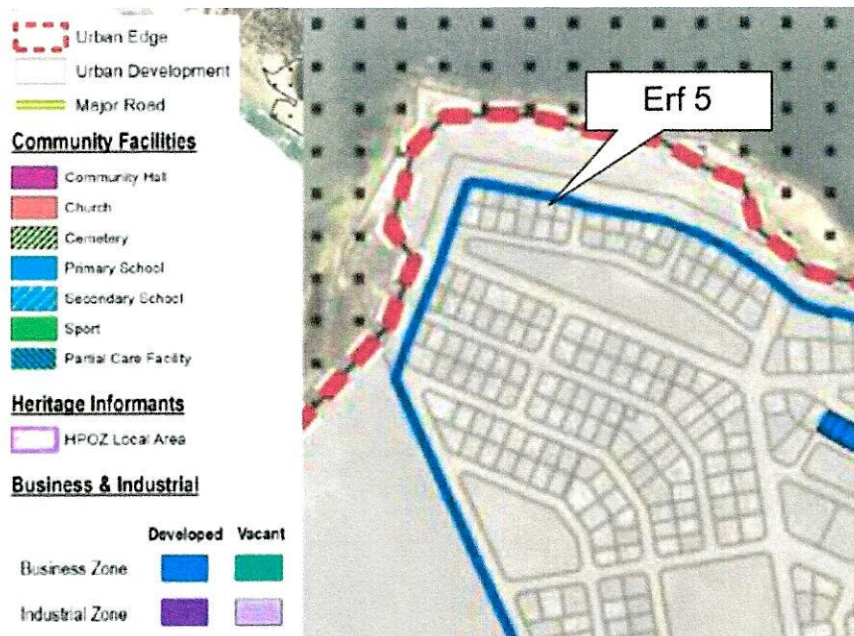 Urban Edge
Urban Development
Major Road
Community Facilities
Community Hall
Church
Cemetery
Primary School
Secondary School
Sport
Partial Care Facility
Heritage Informants
HPOZ Local Area
Business & Industrial
Developed Vacant
Business Zone
Industrial Zone
Erf 5